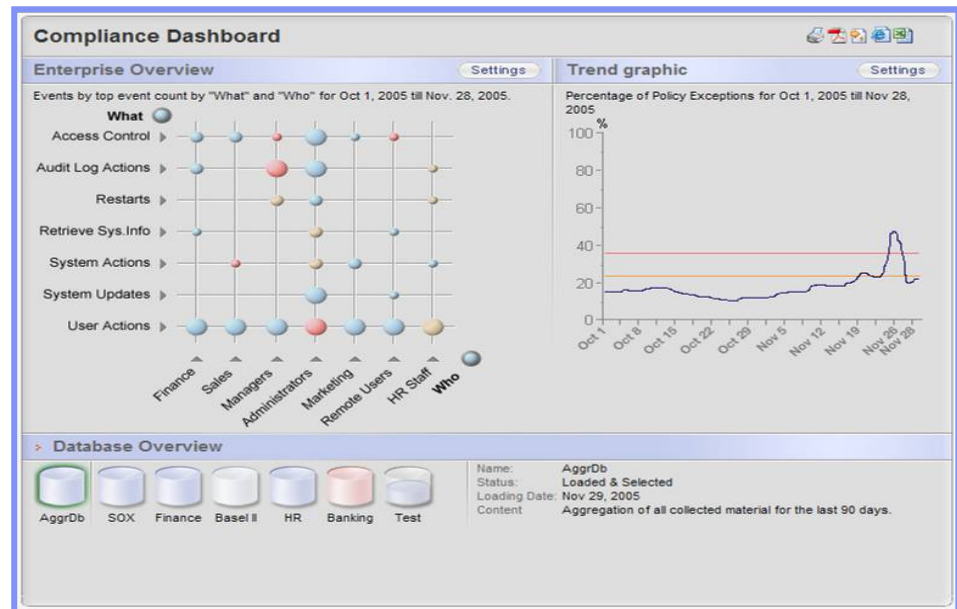 Compliance Dashboard
Enterprise Overview
Settings
Events by top event count by "What" and "Who" for Oct 1, 2005 till Nov. 28, 2005.
What
Access Control
Audit Log Actions
Restarts
Retrieve Sys.Info
System Actions
System Updates
User Actions
Finance
Sales
Managers
Administrators
Marketing
Remote Users
HR Staff
Who
Trend graphic
Settings
Percentage of Policy Exceptions for Oct 1, 2005 till Nov 28,
2005
%
100
80
60
40
20
0
Oct 1
Oct 8
Oct 15
Oct 22
Oct 29
Nov 5
Nov 12
Nov 19
Nov 26
Nov 28
Database Overview
AggrDb
SOX
Finance
Basel II
HR
Banking
Test
Name: AggrDb
Status: Loaded & Selected
Loading Date: Nov 29, 2005
Content Aggregation of all collected material for the last 90 days.